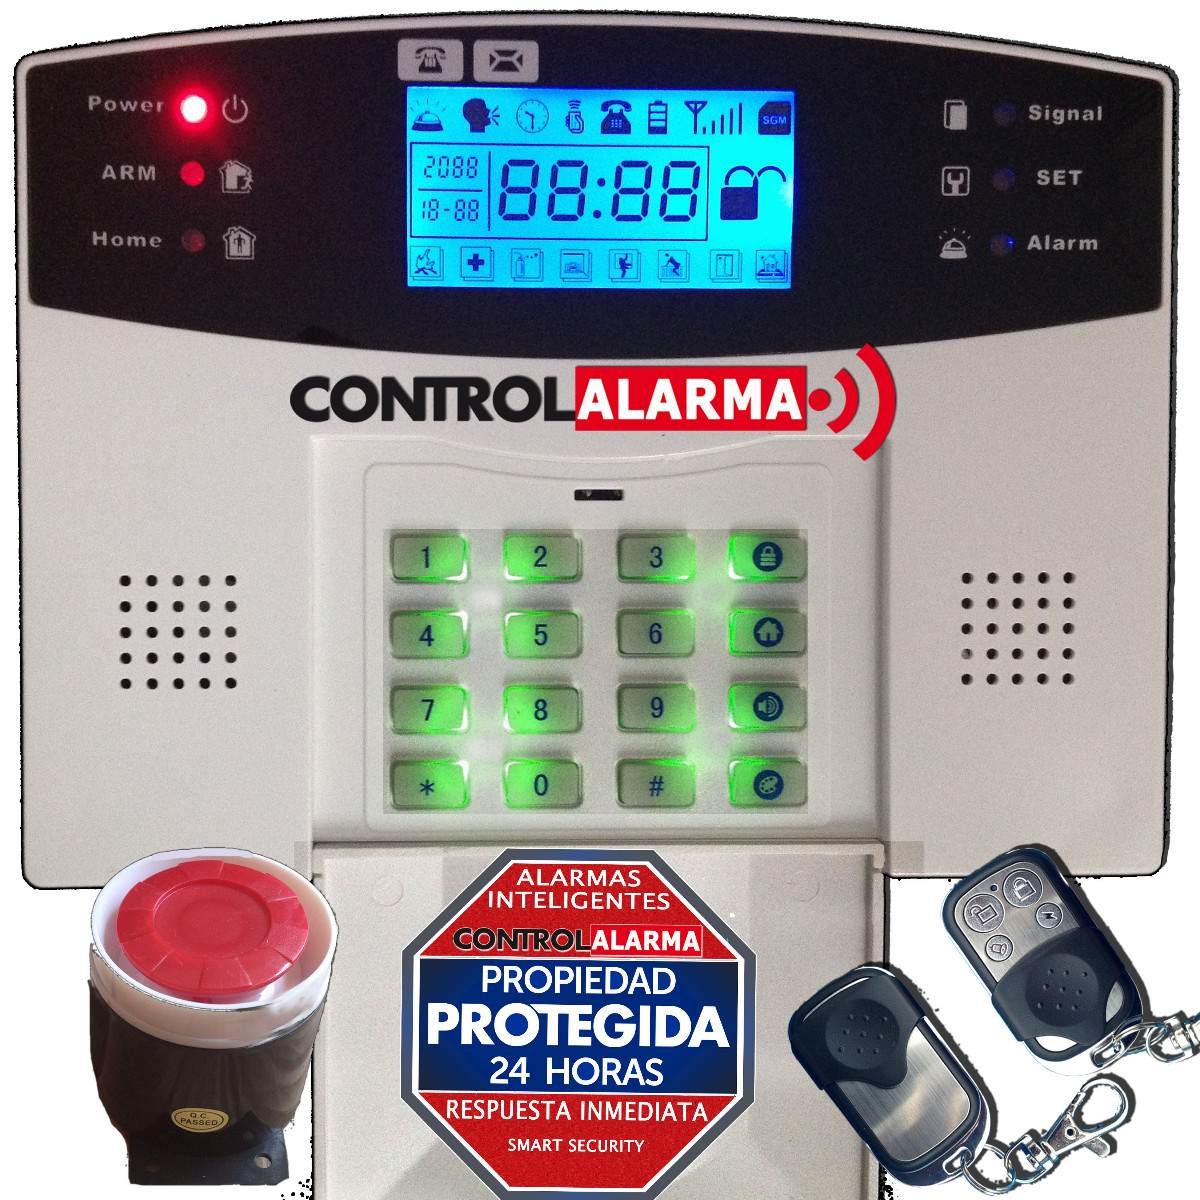 Power
ARM
Home
SGM
2088
18-88
88:88
Signal
SET
Alarm
CONTROLALARMA
1 2 3
4 5 6
7 8 9
* 0 #
ALARMAS
INTELIGENTES
CONTROLALARMA
PROPIEDAD
PROTEGIDA
24 HORAS
RESPUESTA INMEDIATA
SMART SECURITY
Q.C
PASSED